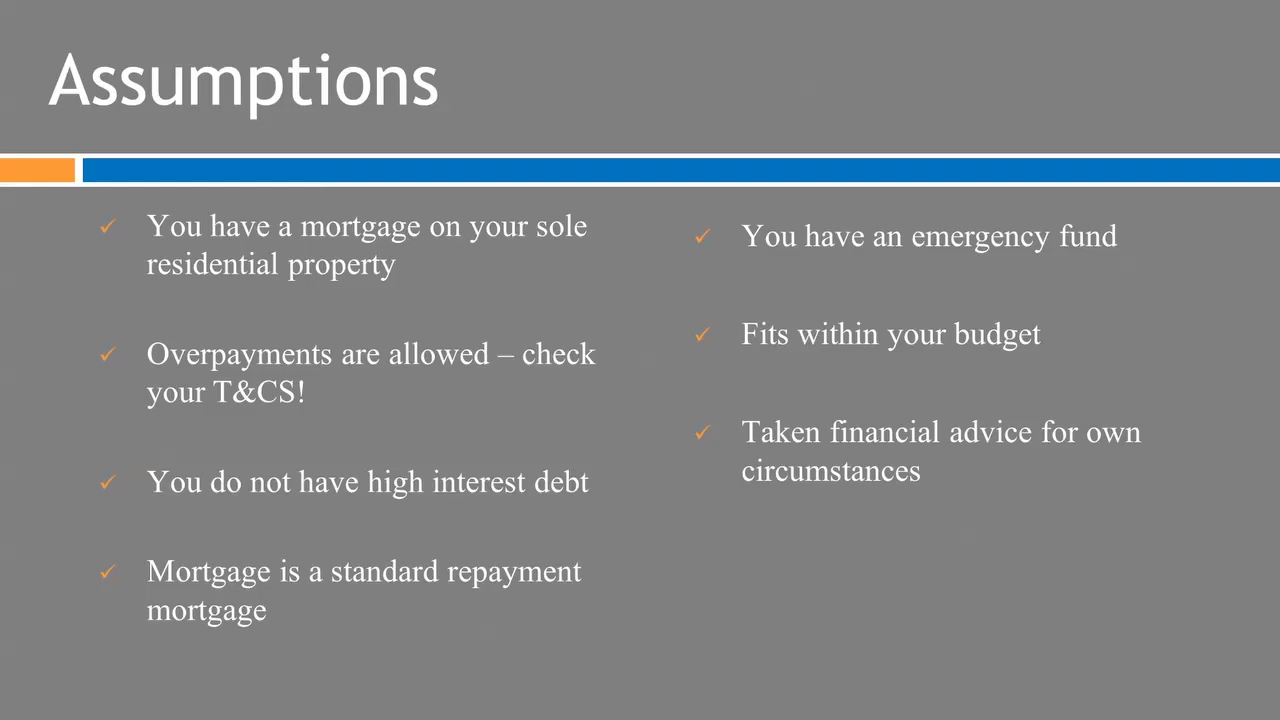 Assumptions
You have a mortgage on your sole
residential property
Overpayments are allowed – check
your T&CS!
You do not have high interest debt
Mortgage is a standard repayment
mortgage
You have an emergency fund
Fits within your budget
Taken financial advice for own
circumstances